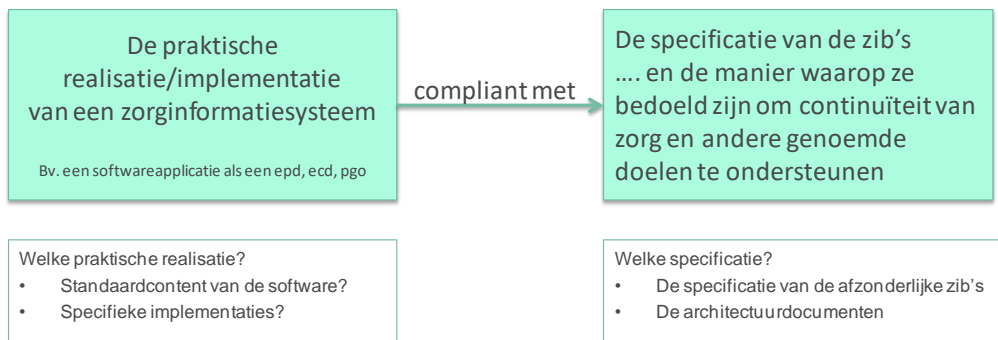 De praktische
realisatie/implementatie
van een zorginformatiesysteem
Bv. een softwareapplicatie als een epd, ecd, pgo
compliant met
De specificatie van de zib's
…. en de manier waarop ze
bedoeld zijn om continuïteit van
zorg en andere genoemde
doelen te ondersteunen
Welke praktische realisatie?
• Standaardcontent van de software?
• Specifieke implementaties?
Welke specificatie?
• De specificatie van de afzonderlijke zib's
• De architectuurdocumenten